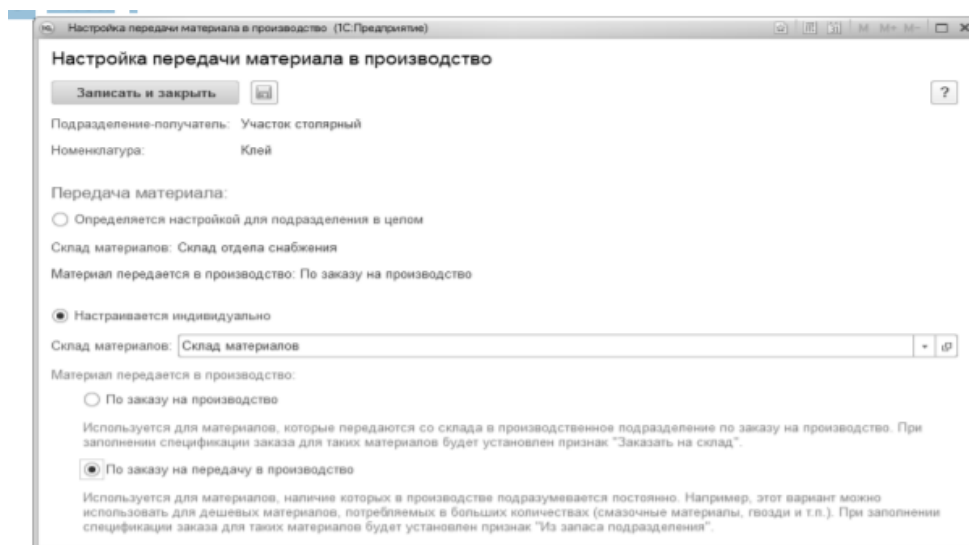 Настройка передачи материала в производство (1С:Предприятие)
M M+ M-
Настройка передачи материала в производство
Записать и закрыть
?
Подразделение-получатель: Участок столярный
Номенклатура: Клей
Передача материала:
Определяется настройкой для подразделения в целом
Склад материалов: Склад отдела снабжения
Материал передается в производство: По заказу на производство
Настраивается индивидуально
Склад материалов: Склад материалов
Материал передается в производство:
По заказу на производство
Используется для материалов, которые передаются со склада в производственное подразделение по заказу на производство. При
заполнении спецификации заказа для таких материалов будет установлен признак "Заказать на склад".
По заказу на передачу в производство
Используется для материалов, наличие которых в производстве подразумевается постоянно. Например, этот вариант можно
использовать для дешевых материалов, потребляемых в больших количествах (смазочные материалы, гвозди и т.п.). При заполнении
спецификации заказа для таких материалов будет установлен признак "Из запаса подразделения".